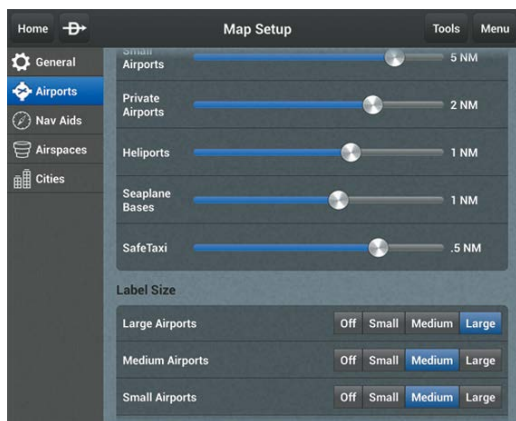 Home
Map Setup
Tools
Menu
General
Airports
Nav Aids
Airspaces
Cities
Small
Airports
5 NM
Private
Airports
2 NM
Heliports
1 NM
Seaplane
Bases
1 NM
SafeTaxi
.5 NM
Label Size
Large Airports
Off Small Medium Large
Medium Airports
Off Small Medium Large
Small Airports
Off Small Medium Large